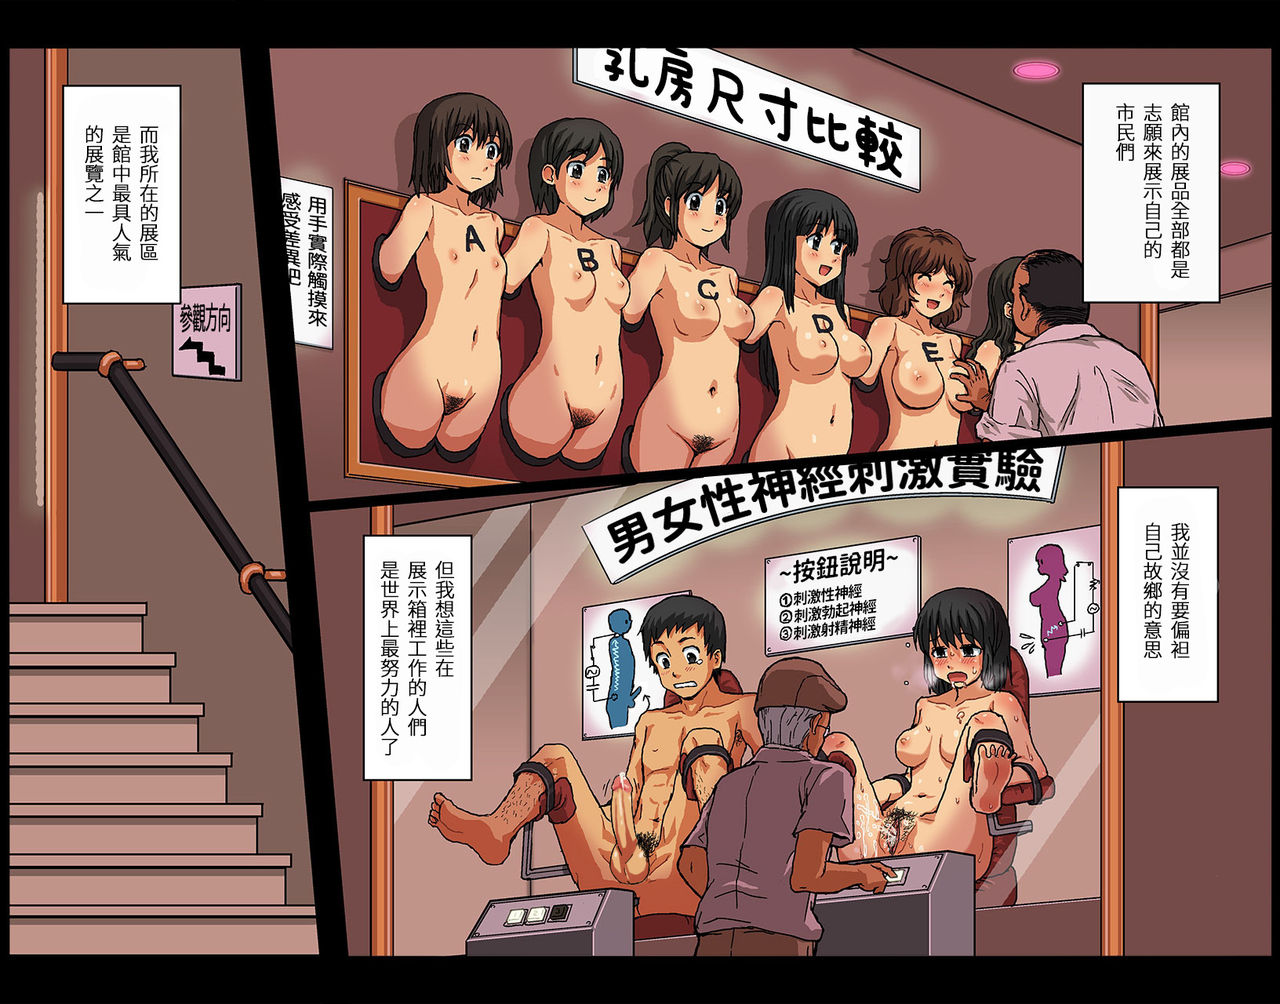 館內的展品全部都是
志願來展示自己的
市民們
乳房尺寸比較
用手實際觸摸來
感受差異吧
A
B
C
D
E
而我所在的展區
是館中最具人氣
的展覽之一
參觀方向
我並沒有要偏袒
自己故鄉的意思
男女性神經刺激實驗
~按鈕說明~
①刺激性神經
②刺激勃起神經
③刺激射精神經
但我想這些在
展示箱裡工作的人們
是世界上最努力的人了